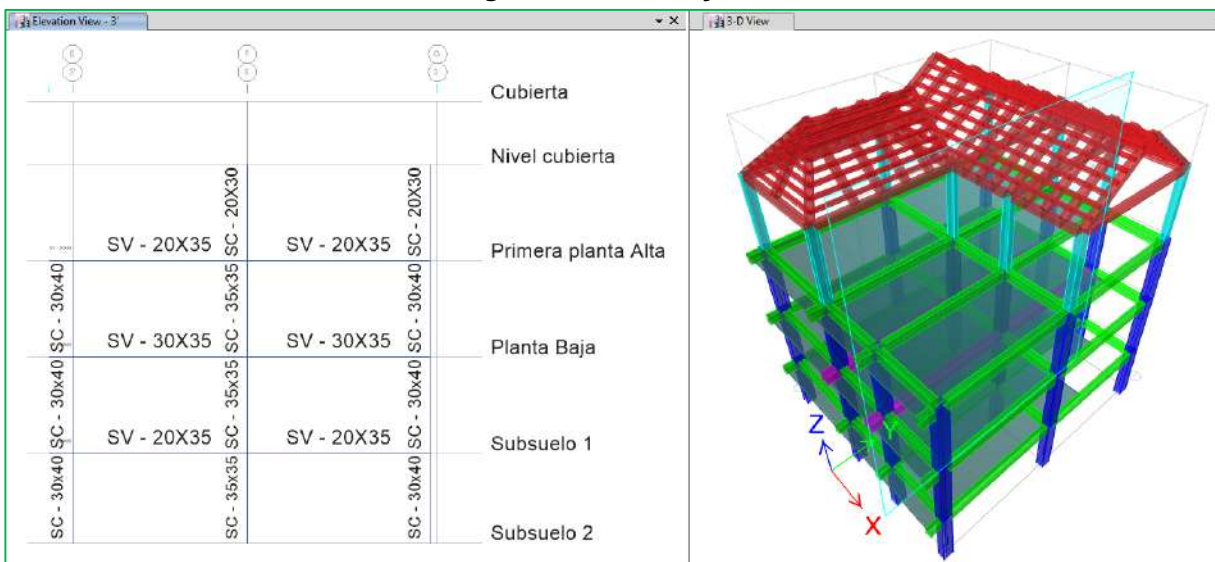 Elevation View - 3'
3-D View
Cubierta
Nivel cubierta
SC - 20X30
SC - 20X30
SV - 20X35
SV - 20X35
Primera planta Alta
SC - 30x40
SC - 35x35
SC - 30x40
SV - 30X35
SV - 30X35
Planta Baja
SC - 30x40
SC - 35x35
SC - 30x40
SV - 20X35
SV - 20X35
Subsuelo 1
SC - 30x40
SC - 35x35
SC - 30x40
Subsuelo 2
Z
Y
X